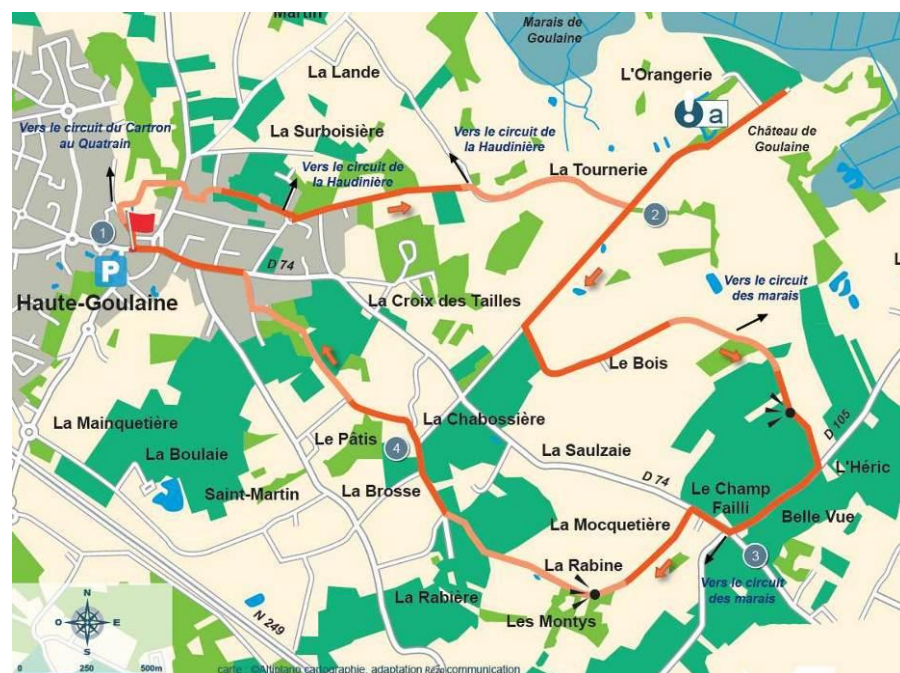 Martin
Marais de
Goulaine
La Lande
L'Orangerie
a
Château de
Goulaine
Vers le circuit du Cartron
au Quatrain
La Surboisière
Vers le circuit de
la Haudinière
Vers le circuit de
la Haudinière
La Tournerie
1
2
P
D 74
Haute-Goulaine
La Croix des Tailles
Vers le circuit
des marais
L
Le Bois
La Mainquetière
La Chabossière
D 105
Le Pâtis
4
La Boulaie
La Saulzaie
L'Héric
D 74
Saint-Martin
La Brosse
Le Champ
Failli
Belle Vue
La Mocquetière
3
La Rabine
Vers le circuit
des marais
La Rabière
Les Montys
N 249
N
O
E
S
0 250 500m
carte : ©Altiplano cartographie, adaptation Rézo communication